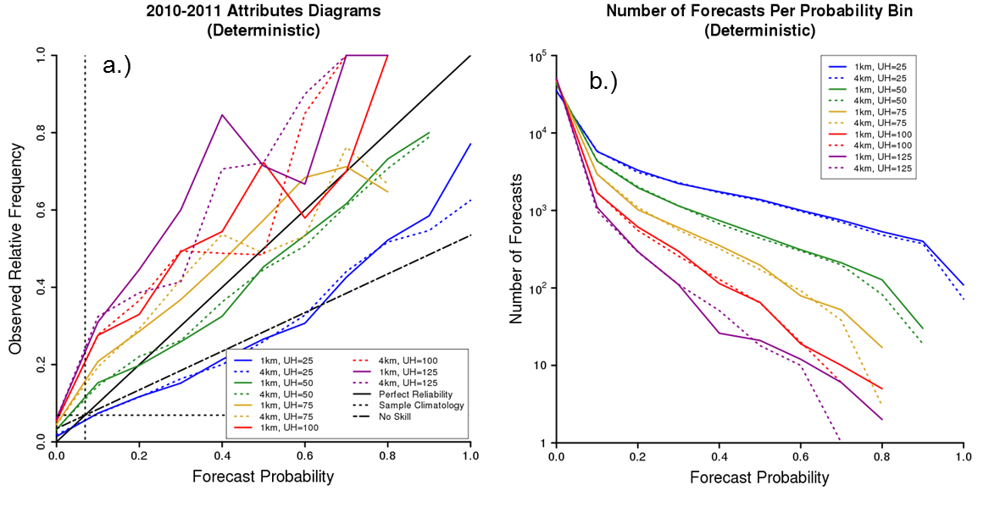 2010-2011 Attributes Diagrams
(Deterministic)
a.)
Observed Relative Frequency
1.0
0.8
0.6
0.4
0.2
0.0
0.0 0.2 0.4 0.6 0.8 1.0
Forecast Probability
1km, UH=25
4km, UH=25
1km, UH=50
4km, UH=50
1km, UH=75
4km, UH=75
1km, UH=100
4km, UH=100
1km, UH=125
4km, UH=125
Perfect Reliability
Sample Climatology
No Skill
Number of Forecasts Per Probability Bin
(Deterministic)
b.)
Number of Forecasts
10⁵
10⁴
10³
10²
10
1
0.0 0.2 0.4 0.6 0.8 1.0
Forecast Probability
1km, UH=25
4km, UH=25
1km, UH=50
4km, UH=50
1km, UH=75
4km, UH=75
1km, UH=100
4km, UH=100
1km, UH=125
4km, UH=125